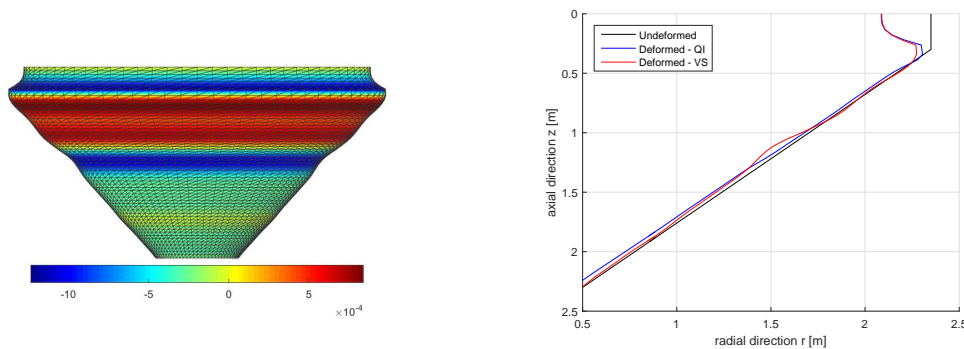 -10 -5 0 5
×10⁻⁴
Undeformed
Deformed - QI
Deformed - VS
0
0.5
1
1.5
2
2.5
axial direction z [m]
0.5 1 1.5 2 2.5
radial direction r [m]